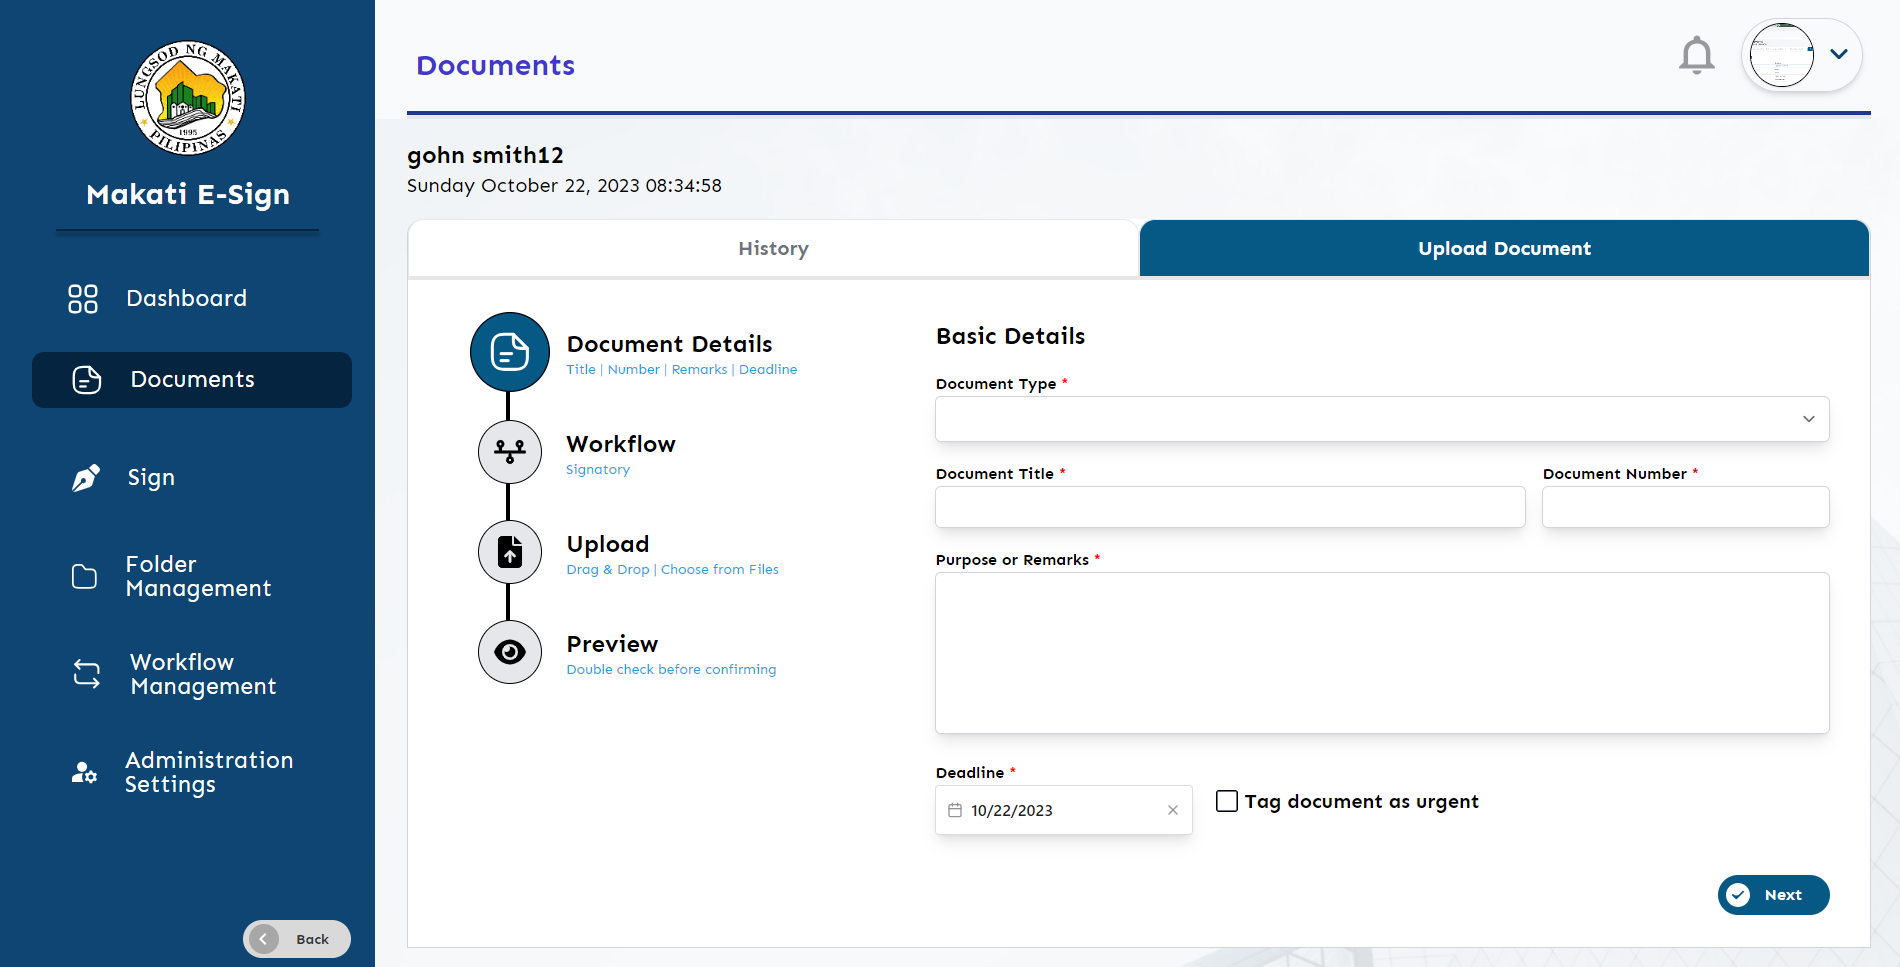 LUNGSOD NG MAKATI
1995
PILIPINAS
Makati E-Sign
Dashboard
Documents
Sign
Folder
Management
Workflow
Management
Administration
Settings
Back
Documents
gohn smith12
Sunday October 22, 2023 08:34:58
History
Upload Document
Document Details
Title | Number | Remarks | Deadline
Workflow
Signatory
Upload
Drag & Drop | Choose from Files
Preview
Double check before confirming
Basic Details
Document Type *
Document Title *
Document Number *
Purpose or Remarks *
Deadline *
10/22/2023
Tag document as urgent
Next